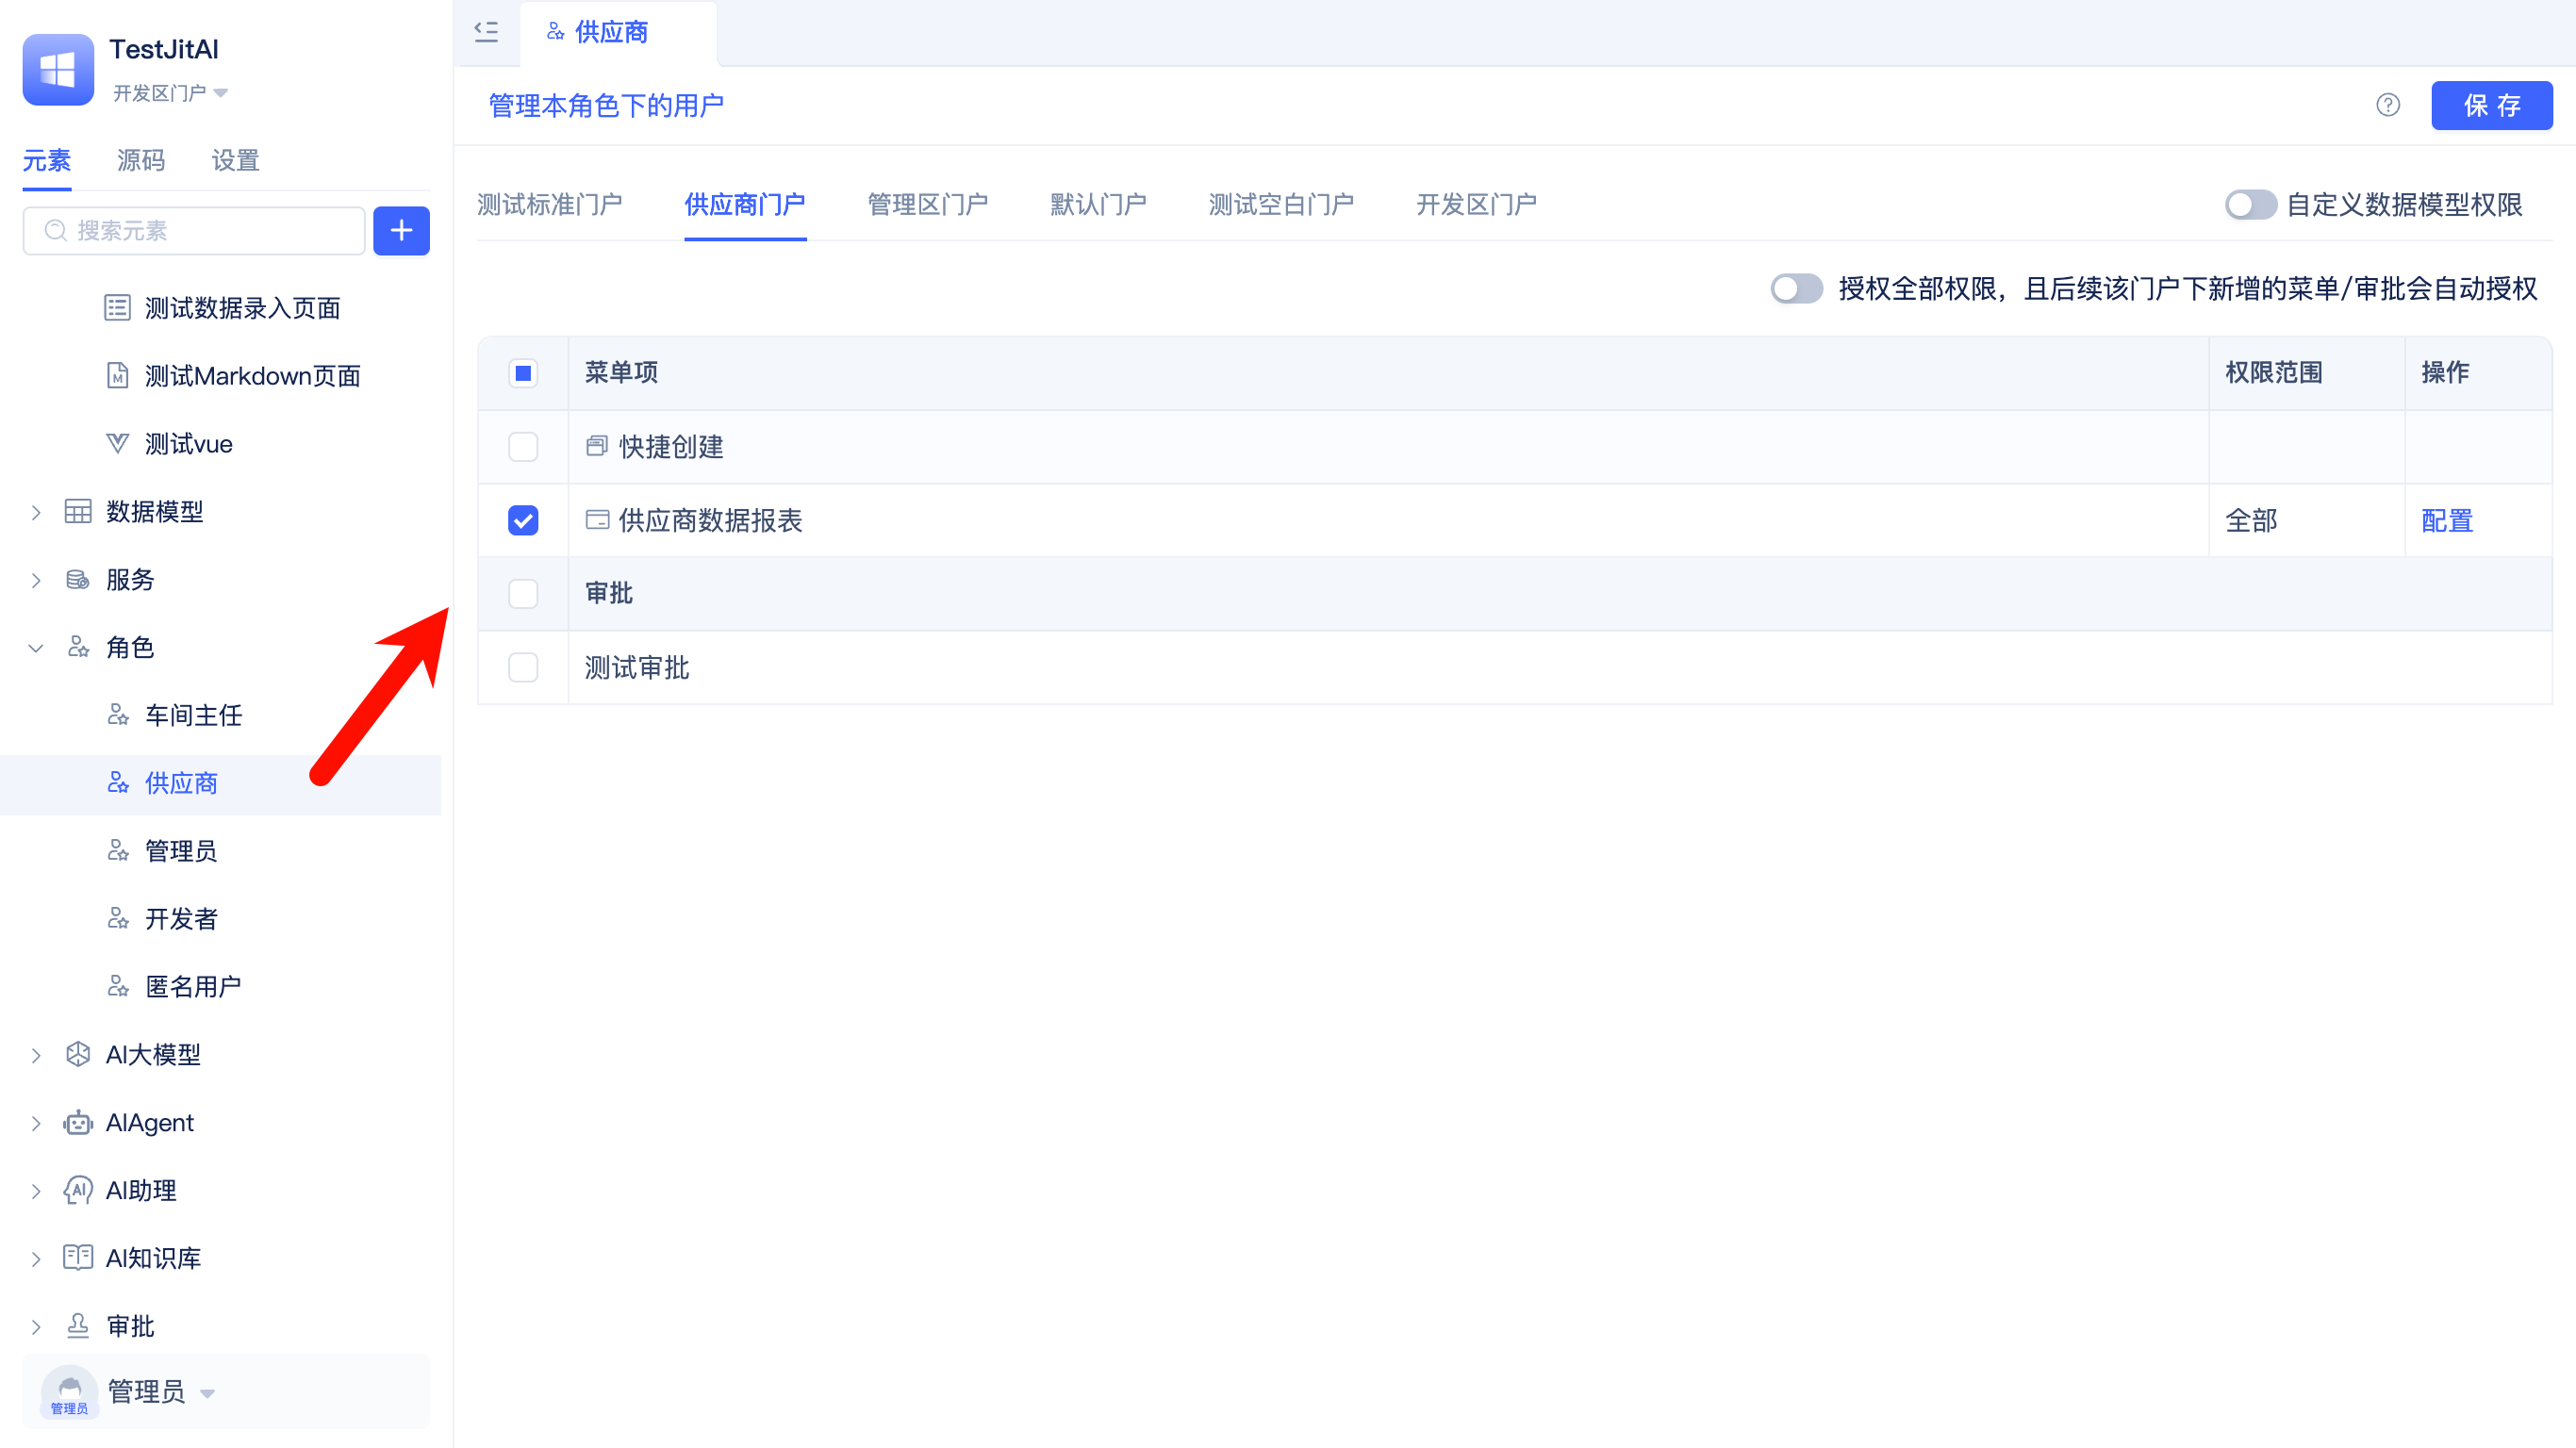 TestJitAI
开发区门户
元素 源码 设置
搜索元素
测试数据录入页面
测试Markdown页面
测试vue
数据模型
服务
角色
车间主任
供应商
管理员
开发者
匿名用户
AI大模型
AIAgent
AI助理
AI知识库
审批
管理员
管理员
供应商
管理本角色下的用户
保存
测试标准门户 供应商门户 管理区门户 默认门户 测试空白门户 开发区门户
自定义数据模型权限
授权全部权限，且后续该门户下新增的菜单/审批会自动授权
菜单项 权限范围 操作
快捷创建
供应商数据报表 全部 配置
审批
测试审批